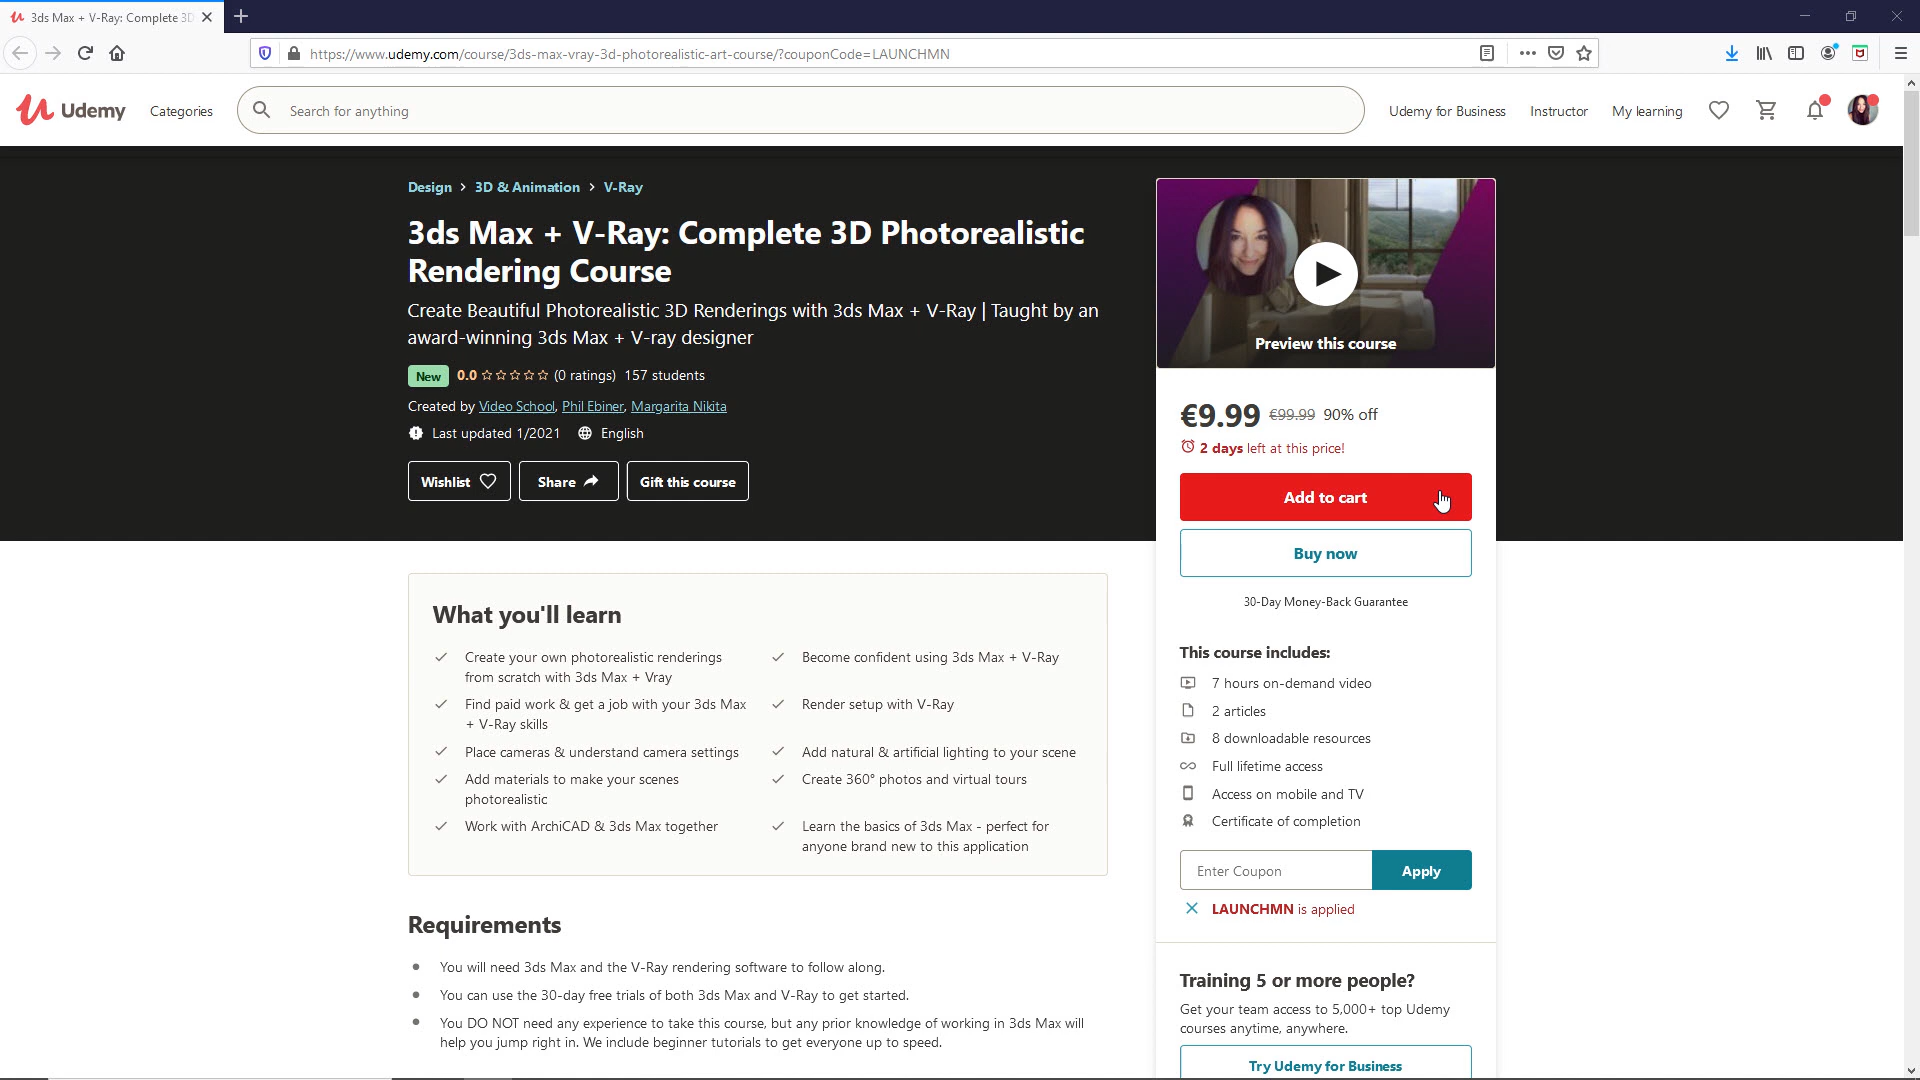 3ds Max + V-Ray: Complete 3D
https://www.udemy.com/course/3ds-max-vray-3d-photorealistic-art-course/?couponCode=LAUNCHMN
Udemy
Categories
Search for anything
Udemy for Business
Instructor
My learning
Design > 3D & Animation > V-Ray
3ds Max + V-Ray: Complete 3D Photorealistic
Rendering Course
Create Beautiful Photorealistic 3D Renderings with 3ds Max + V-Ray | Taught by an
award-winning 3ds Max + V-ray designer
New 0.0 (0 ratings) 157 students
Created by Video School, Phil Ebiner, Margarita Nikita
Last updated 1/2021 English
Wishlist
Share
Gift this course
Preview this course
€9.99 €99.99 90% off
2 days left at this price!
Add to cart
Buy now
30-Day Money-Back Guarantee
This course includes:
7 hours on-demand video
2 articles
8 downloadable resources
Full lifetime access
Access on mobile and TV
Certificate of completion
Enter Coupon
Apply
LAUNCHMN is applied
Training 5 or more people?
Get your team access to 5,000+ top Udemy
courses anytime, anywhere.
Try Udemy for Business
What you'll learn
Create your own photorealistic renderings
from scratch with 3ds Max + Vray
Become confident using 3ds Max + V-Ray
Find paid work & get a job with your 3ds Max
+ V-Ray skills
Render setup with V-Ray
Place cameras & understand camera settings
Add natural & artificial lighting to your scene
Add materials to make your scenes
photorealistic
Create 360° photos and virtual tours
Work with ArchiCAD & 3ds Max together
Learn the basics of 3ds Max - perfect for
anyone brand new to this application
Requirements
You will need 3ds Max and the V-Ray rendering software to follow along.
You can use the 30-day free trials of both 3ds Max and V-Ray to get started.
You DO NOT need any experience to take this course, but any prior knowledge of working in 3ds Max will
help you jump right in. We include beginner tutorials to get everyone up to speed.